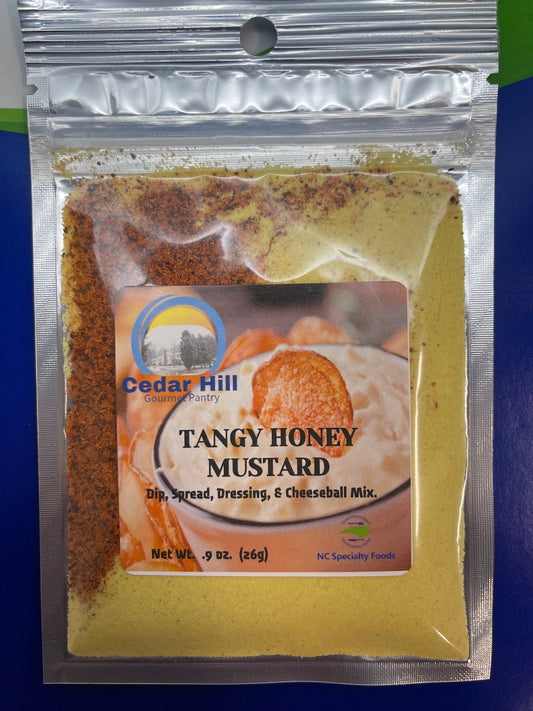 Cedar Hill
Gourmet Pantry
TANGY HONEY
MUSTARD
Dip, Spread, Dressing, & Cheeseball Mix.
Net Wt. .9 oz. (26g)
NC Specialty Foods